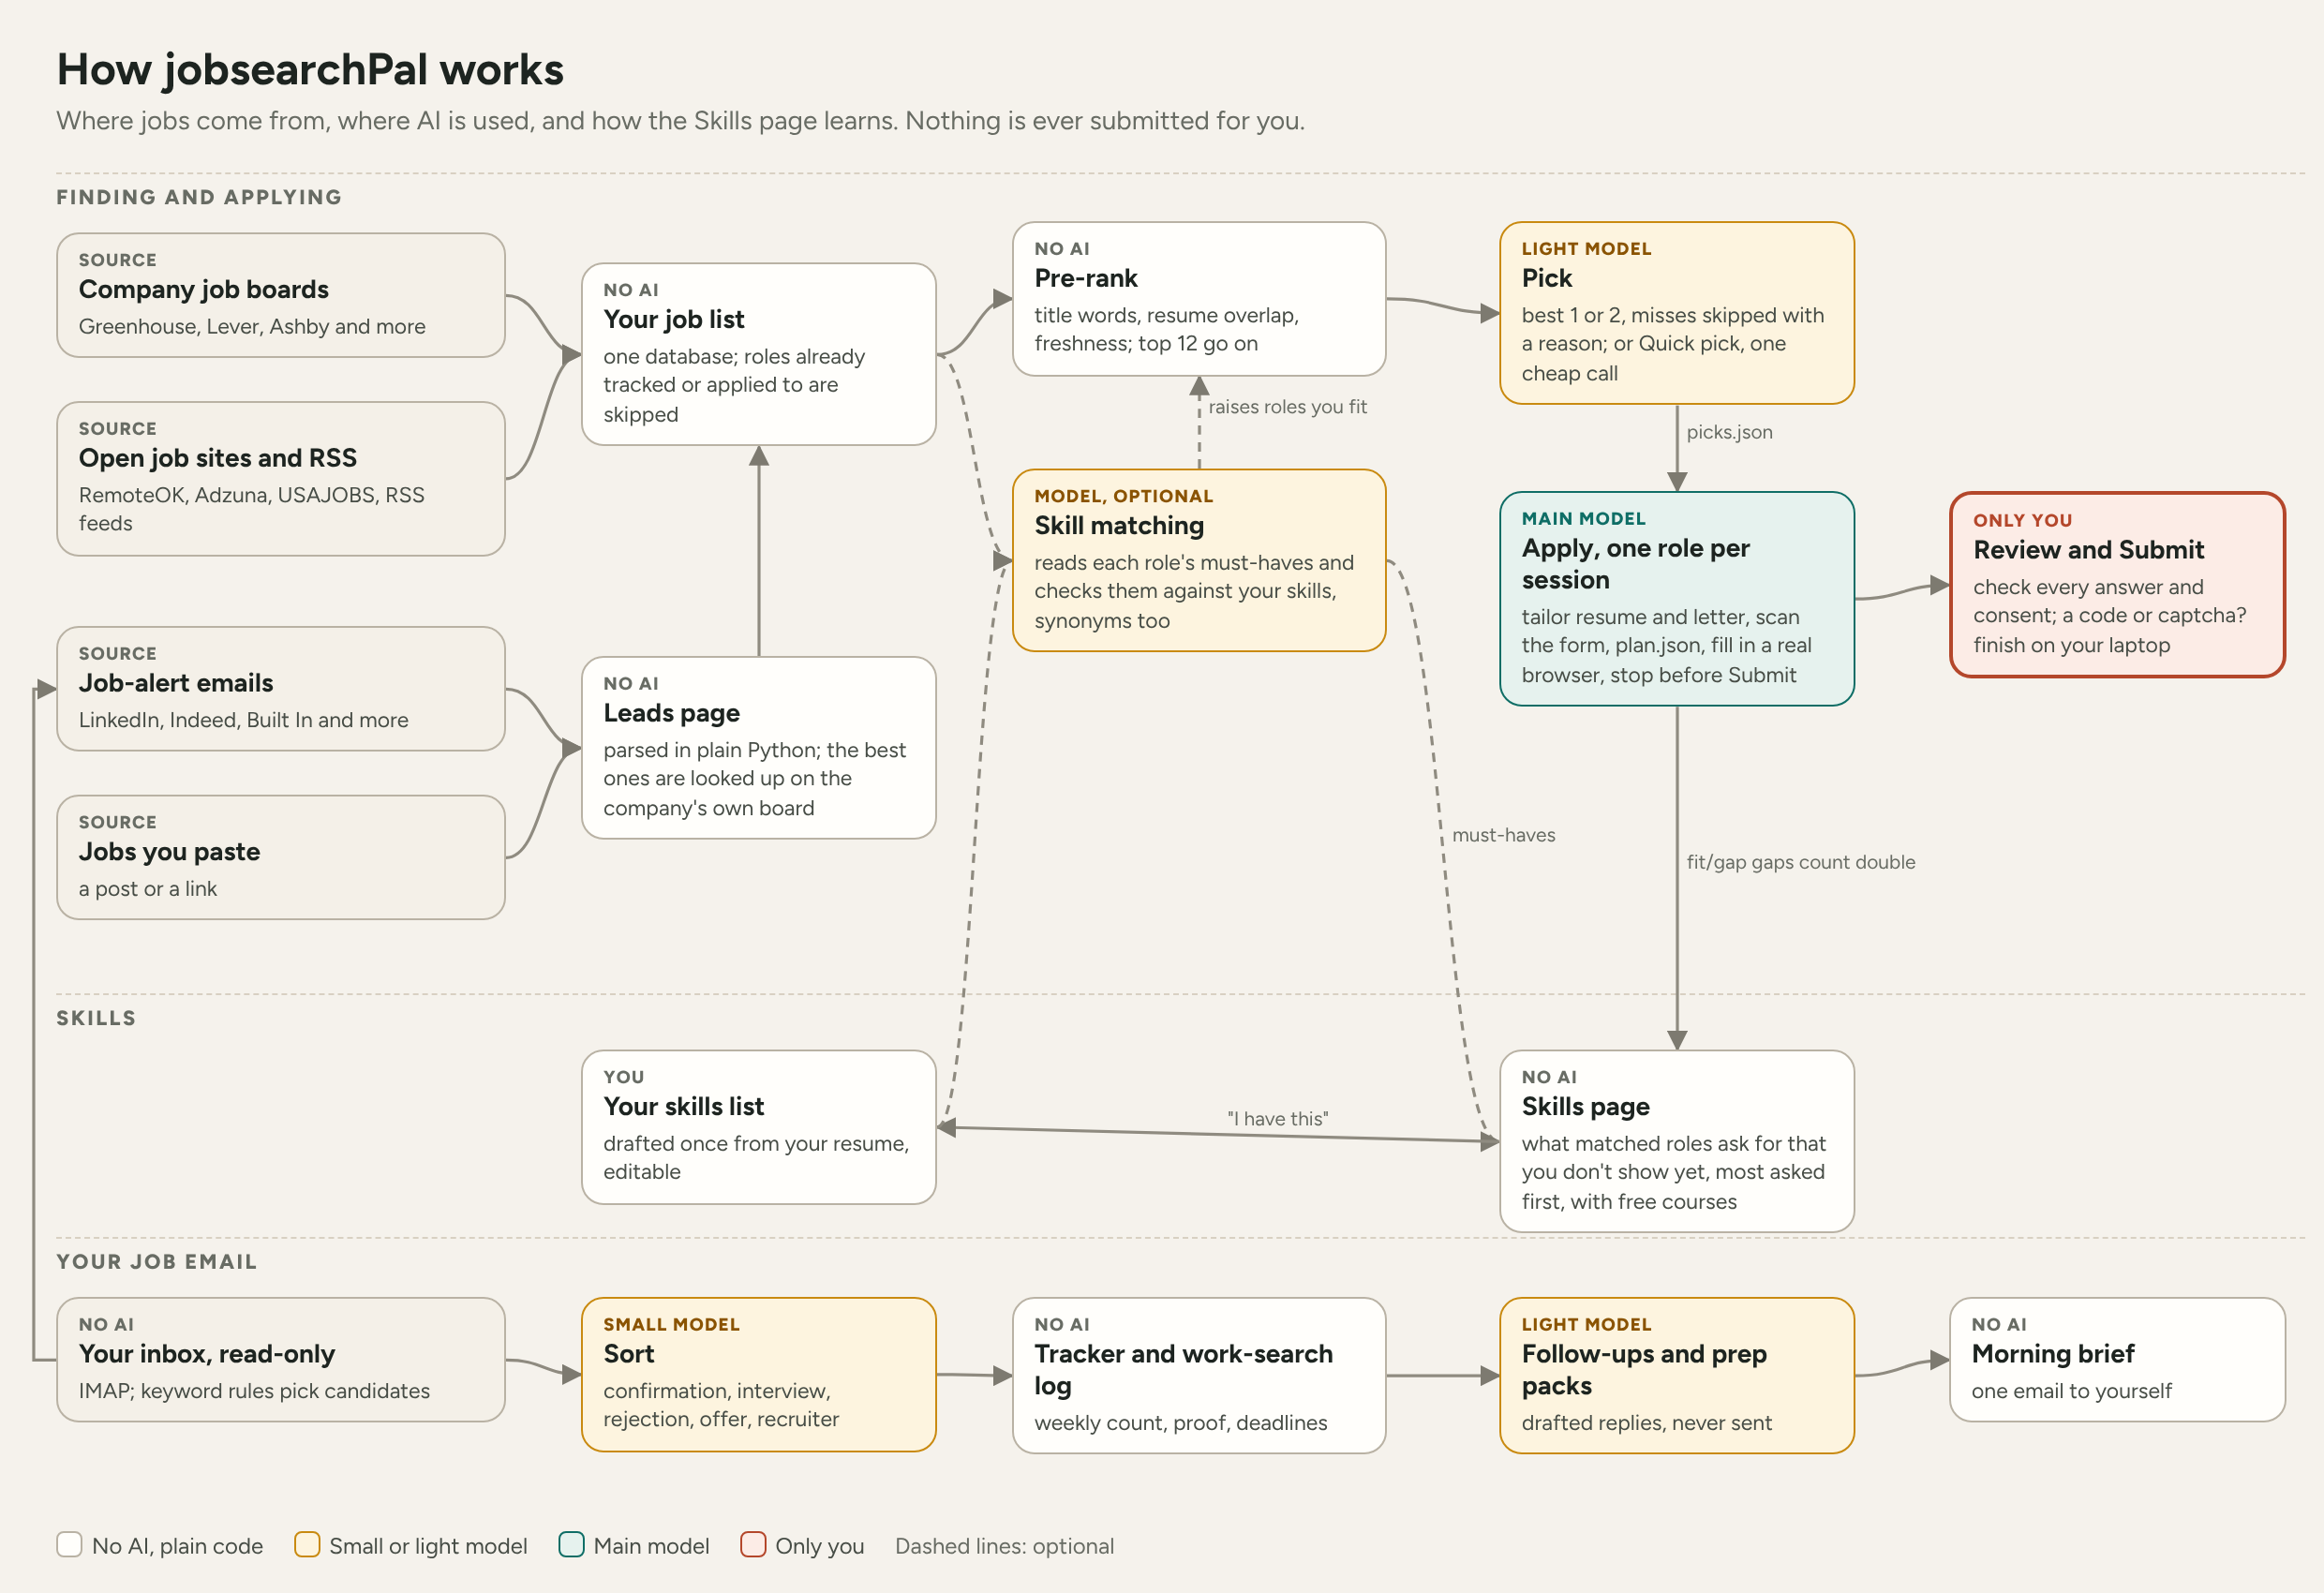 How jobsearchPal works
Where jobs come from, where AI is used, and how the Skills page learns. Nothing is ever submitted for you.
FINDING AND APPLYING
SOURCE
Company job boards
Greenhouse, Lever, Ashby and more
SOURCE
Open job sites and RSS
RemoteOK, Adzuna, USAJOBS, RSS
feeds
SOURCE
Job-alert emails
LinkedIn, Indeed, Built In and more
SOURCE
Jobs you paste
a post or a link
NO AI
Your job list
one database; roles already
tracked or applied to are
skipped
NO AI
Leads page
parsed in plain Python; the best
ones are looked up on the
company's own board
NO AI
Pre-rank
title words, resume overlap,
freshness; top 12 go on
raises roles you fit
MODEL, OPTIONAL
Skill matching
reads each role's must-haves and
checks them against your skills,
synonyms too
must-haves
LIGHT MODEL
Pick
best 1 or 2, misses skipped with
a reason; or Quick pick, one
cheap call
picks.json
MAIN MODEL
Apply, one role per
session
tailor resume and letter, scan
the form, plan.json, fill in a real
browser, stop before Submit
fit/gap gaps count double
ONLY YOU
Review and Submit
check every answer and
consent; a code or captcha?
finish on your laptop
SKILLS
YOU
Your skills list
drafted once from your resume,
editable
"I have this"
NO AI
Skills page
what matched roles ask for that
you don't show yet, most asked
first, with free courses
YOUR JOB EMAIL
NO AI
Your inbox, read-only
IMAP; keyword rules pick candidates
SMALL MODEL
Sort
confirmation, interview,
rejection, offer, recruiter
NO AI
Tracker and work-search
log
weekly count, proof, deadlines
LIGHT MODEL
Follow-ups and prep
packs
drafted replies, never sent
NO AI
Morning brief
one email to yourself
No AI, plain code
Small or light model
Main model
Only you
Dashed lines: optional